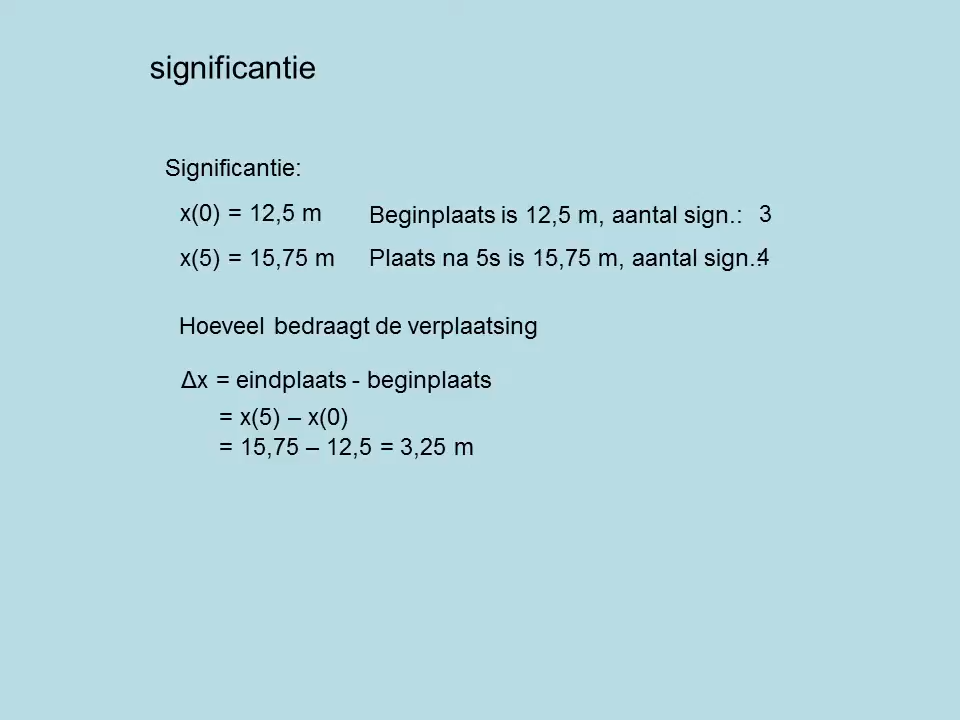 significantie
Significantie:
x(0) = 12,5 m Beginplaats is 12,5 m, aantal sign.: 3
x(5) = 15,75 m Plaats na 5s is 15,75 m, aantal sign.: 4
Hoeveel bedraagt de verplaatsing
Δx = eindplaats - beginplaats
= x(5) – x(0)
= 15,75 – 12,5 = 3,25 m